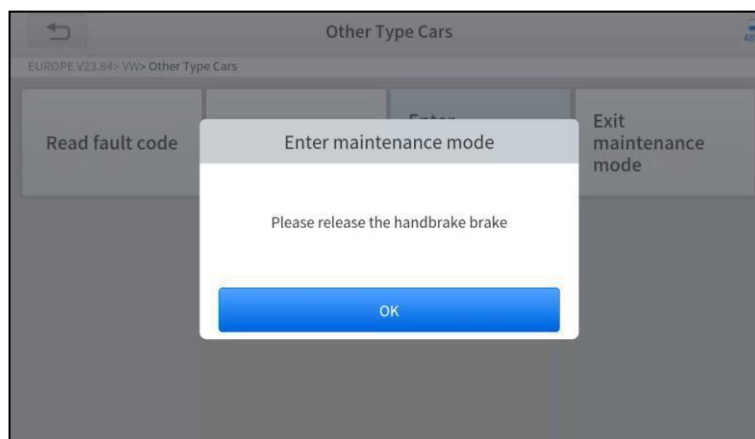 Other Type Cars
EUROPE V23.84> VW> Other Type Cars
Read fault code
Enter maintenance mode
Exit
maintenance
mode
Please release the handbrake brake
OK